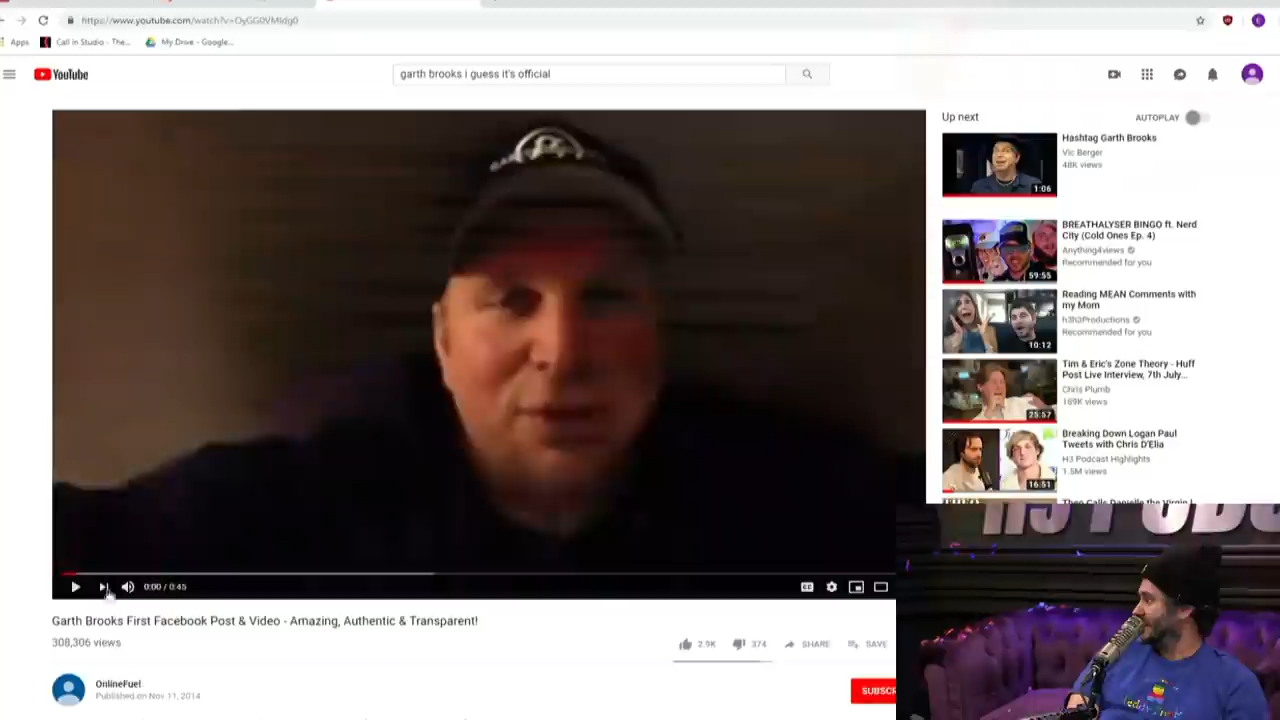 https://www.youtube.com/watch?v=OyGG0VMIdg0
Apps
Call in Studio - The...
My Drive - Google...
YouTube
garth brooks i guess it's official
Up next
AUTOPLAY
Hashtag Garth Brooks
Vic Berger
48K views
1:06
BREATHALYSER BINGO ft. Nerd
City (Cold Ones Ep. 4)
Anything4views
Recommended for you
59:55
Reading MEAN Comments with
my Mom
h3h3Productions
Recommended for you
10:12
Tim & Eric's Zone Theory - Huff
Post Live Interview, 7th July...
Chris Plumb
189K views
25:57
Breaking Down Logan Paul
Tweets with Chris D'Elia
H3 Podcast Highlights
1.5M views
16:51
0:00 / 0:45
CC
Garth Brooks First Facebook Post & Video - Amazing, Authentic & Transparent!
308,306 views
2.9K
374
SHARE
SAVE
OnlineFuel
Published on Nov 11, 2014
SUBSC